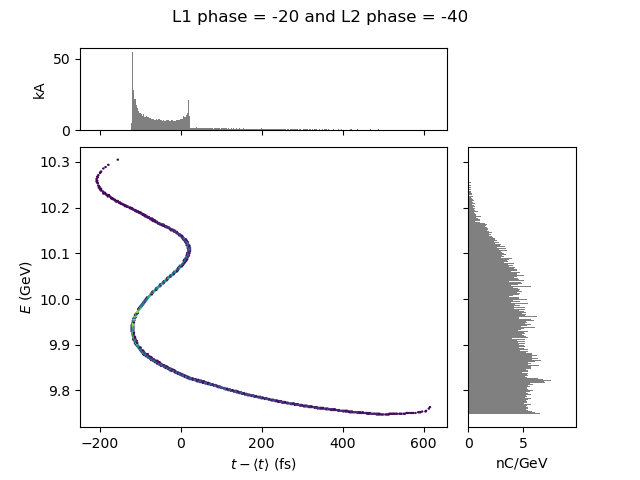 L1 phase = -20 and L2 phase = -40
50
kA
0
10.3
10.2
10.1
E (GeV)
10.0
9.9
9.8
−200 0 200 400 600
t − ⟨t⟩ (fs)
0 5
nC/GeV